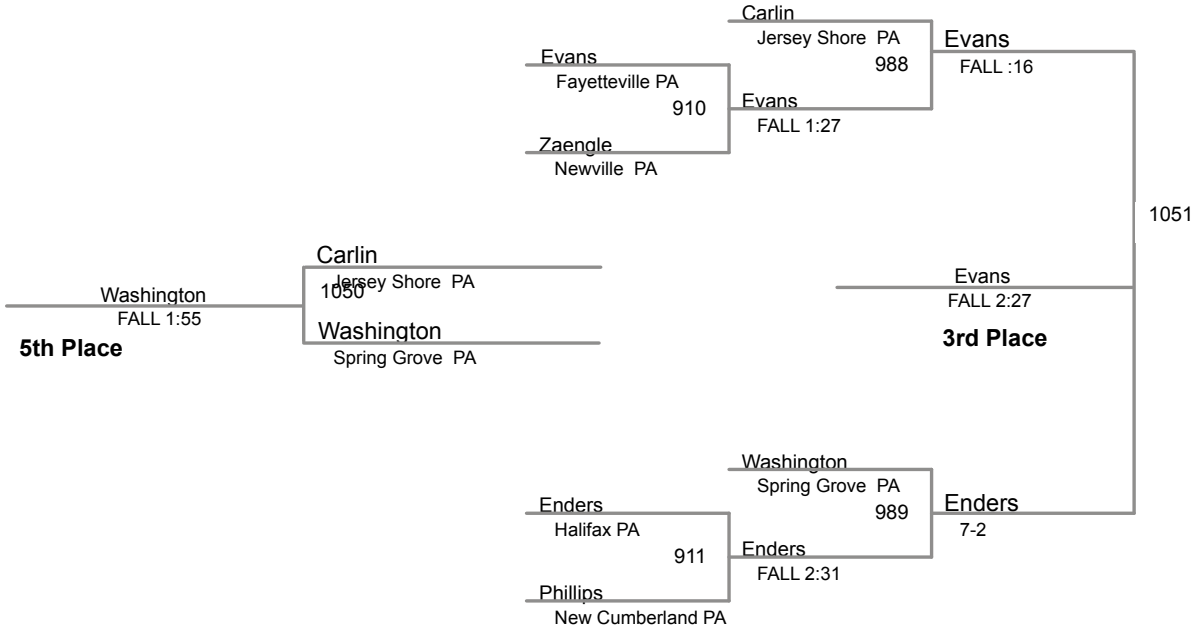 Carlin
Jersey Shore PA
988
Evans
FALL :16
Evans
Fayetteville PA
910
Evans
FALL 1:27
Zaengle
Newville PA
1051
Carlin
Jersey Shore PA
1050
Washington
FALL 1:55
5th Place
Washington
Spring Grove PA
Evans
FALL 2:27
3rd Place
Washington
Spring Grove PA
989
Enders
7-2
Enders
Halifax PA
911
Enders
FALL 2:31
Phillips
New Cumberland PA